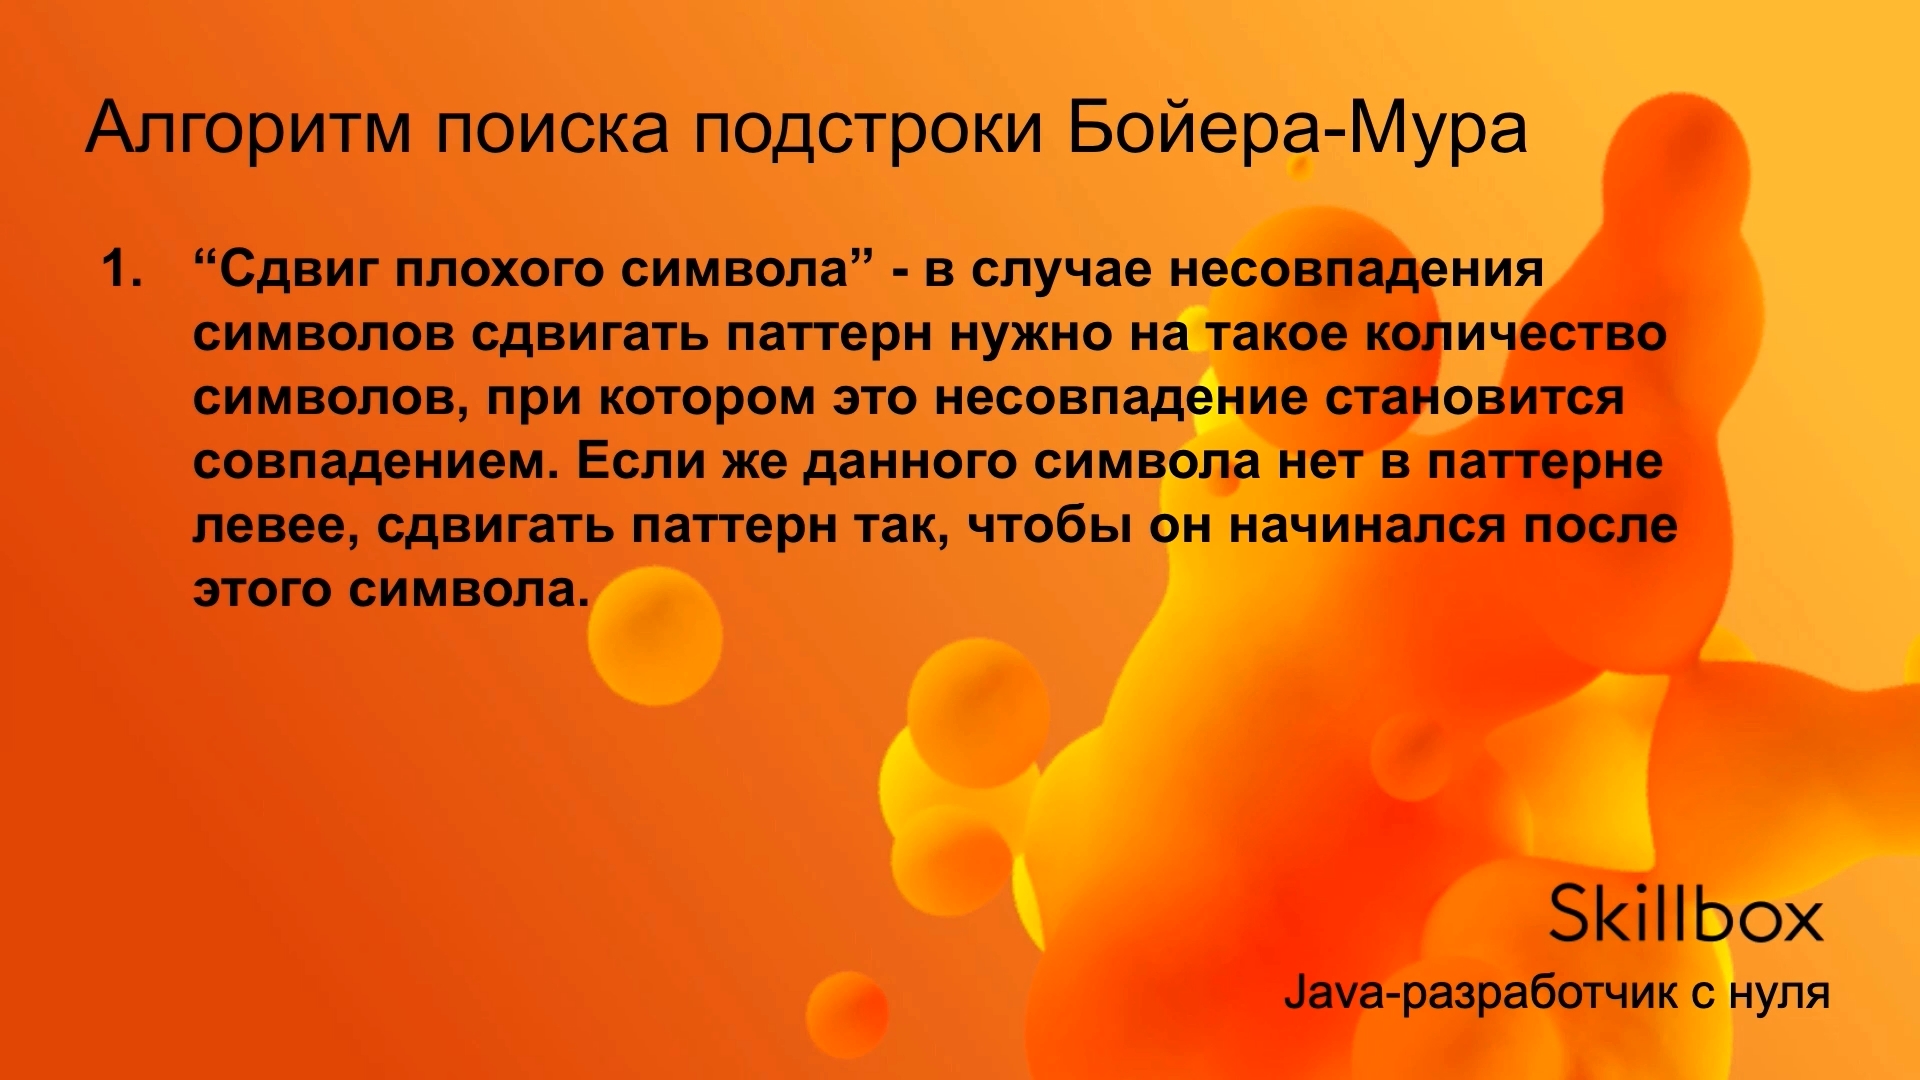 Алгоритм поиска подстроки Бойера-Мура
1. “Сдвиг плохого символа” - в случае несовпадения
символов сдвигать паттерн нужно на такое количество
символов, при котором это несовпадение становится
совпадением. Если же данного символа нет в паттерне
левее, сдвигать паттерн так, чтобы он начинался после
этого символа.
Skillbox
Java-разработчик с нуля